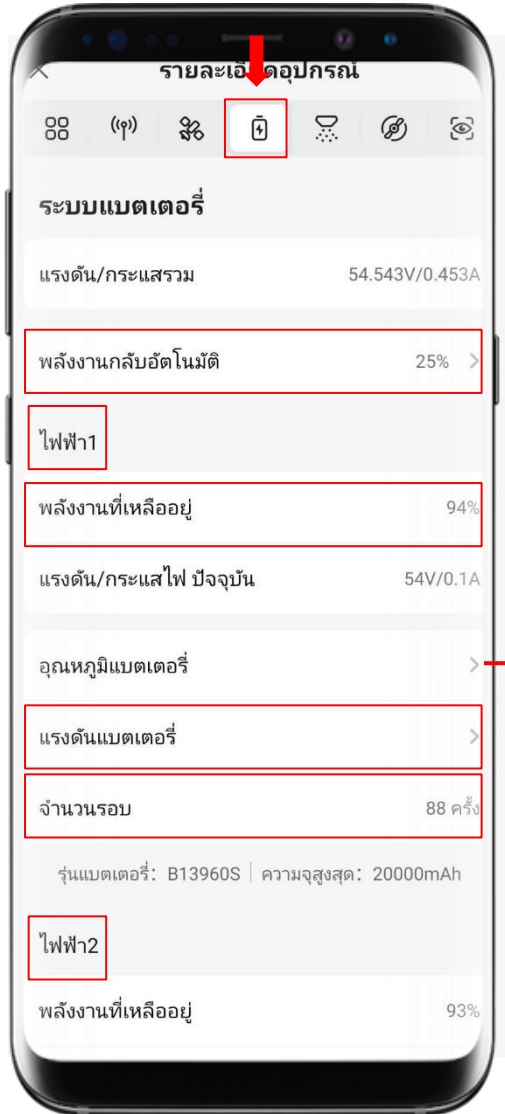 รายละเอียดอุปกรณ์
ระบบแบตเตอรี่
แรงดัน/กระแสรวม 54.543V/0.453A
พลังงานกลับอัตโนมัติ 25%
ไฟฟ้า1
พลังงานที่เหลืออยู่ 94%
แรงดัน/กระแสไฟ ปัจจุบัน 54V/0.1A
อุณหภูมิแบตเตอรี่
แรงดันแบตเตอรี่
จำนวนรอบ 88 ครั้ง
รุ่นแบตเตอรี่: B13960S | ความจุสูงสุด: 20000mAh
ไฟฟ้า2
พลังงานที่เหลืออยู่ 93%